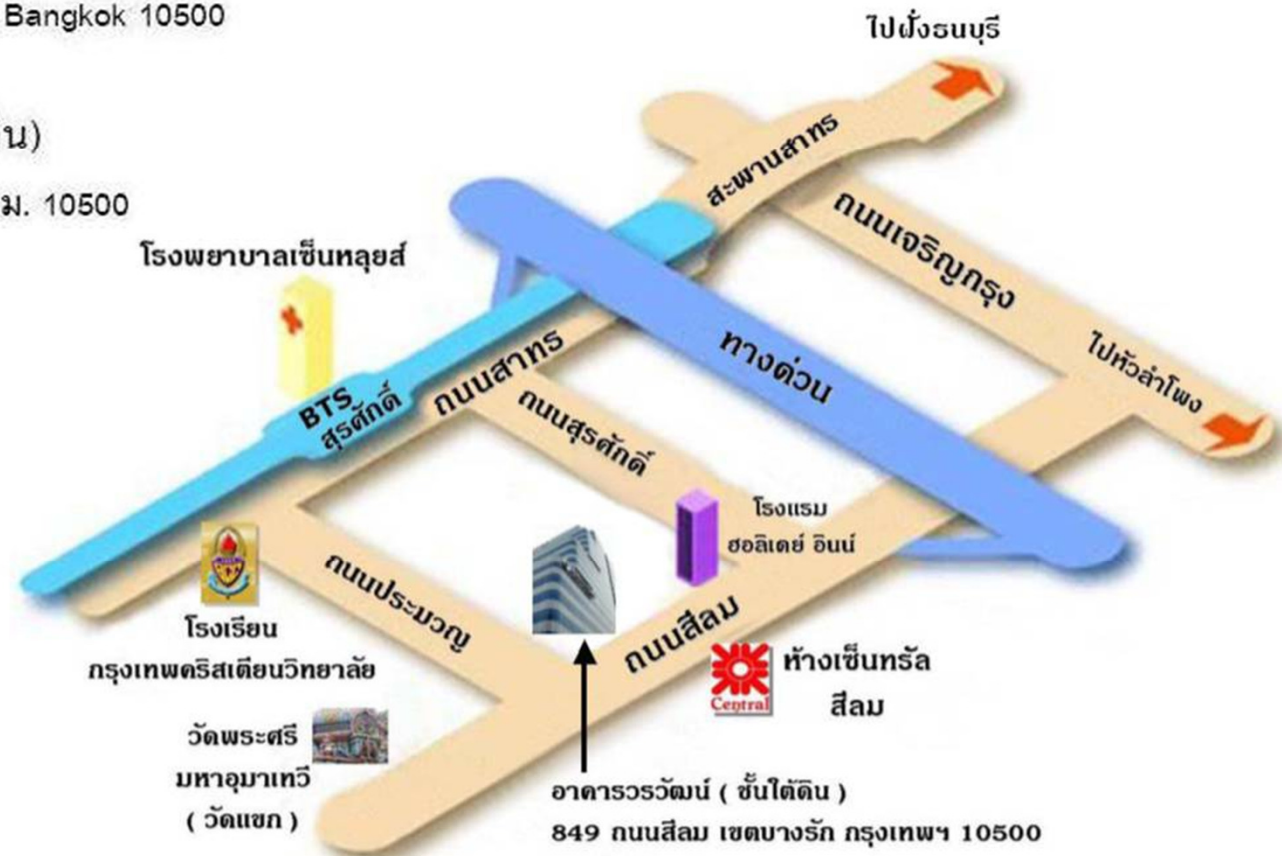 Bangkok 10500
ไปฝั่งธนบุรี
น)
ม. 10500
สะพานสาทร
ถนนเจริญกรุง
โรงพยาบาลเซ็นหลุยส์
ทางด่วน
ไปหัวลำโพง
ถนนสาทร
BTS
สุรศักดิ์
ถนนสุรศักดิ์
โรงแรม
ฮอลิเดย์ อินน์
ถนนประมวญ
ถนนสีลม
โรงเรียน
กรุงเทพคริสเตียนวิทยาลัย
ห้างเซ็นทรัล
สีลม
Central
วัดพระศรี
มหาอุมาเทวี
( วัดแขก )
อาคารวรวัฒน์ ( ชั้นใต้ดิน )
849 ถนนสีลม เขตบางรัก กรุงเทพฯ 10500